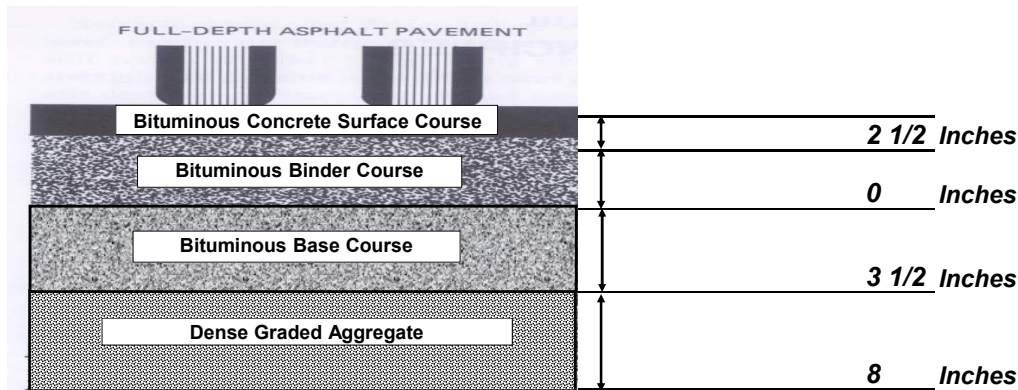 FULL-DEPTH ASPHALT PAVEMENT
Bituminous Concrete Surface Course
2 1/2 Inches
Bituminous Binder Course
0 Inches
Bituminous Base Course
3 1/2 Inches
Dense Graded Aggregate
8 Inches